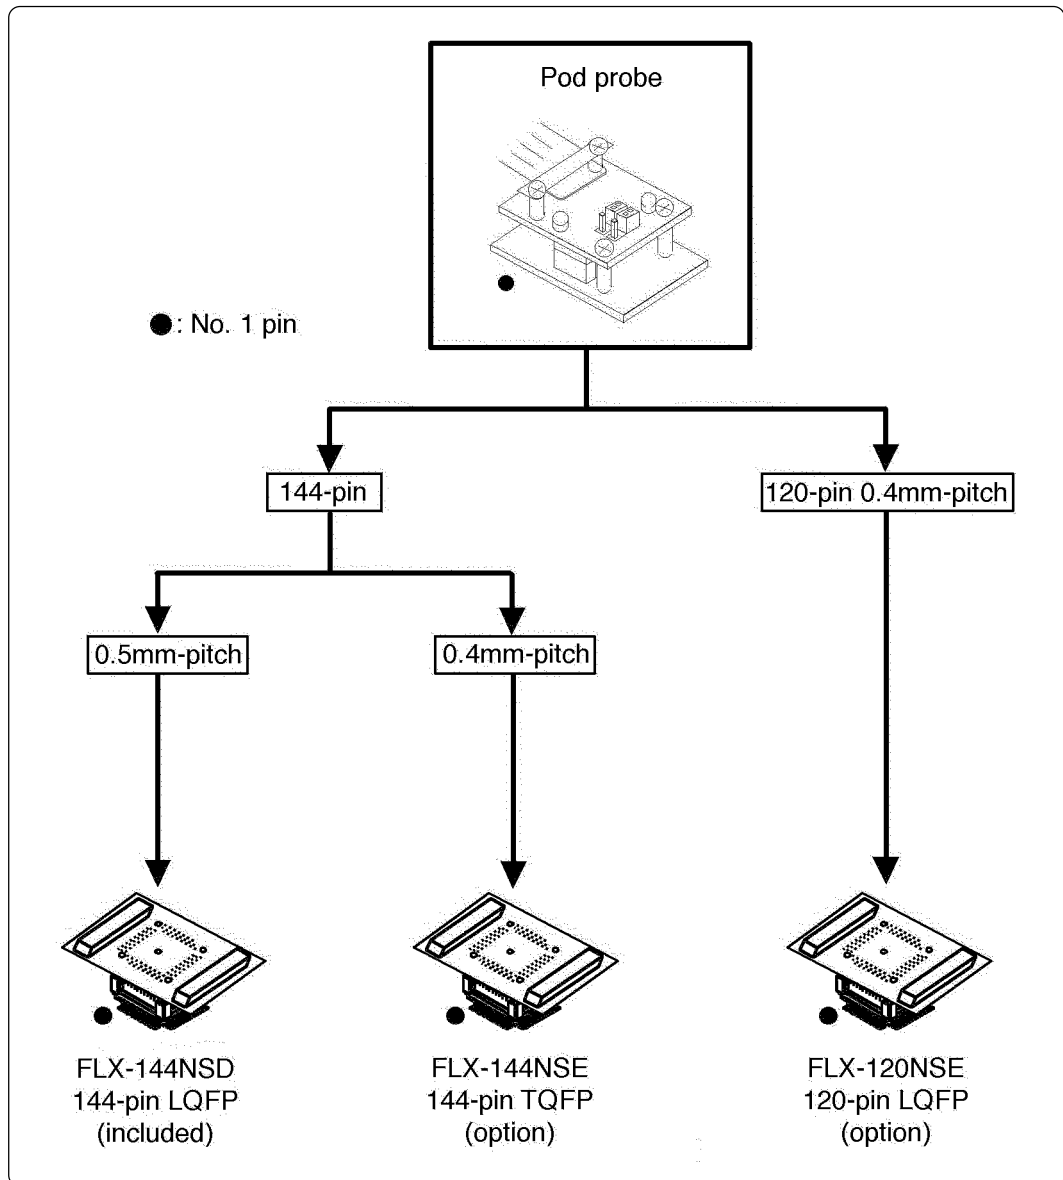 Pod probe
●: No. 1 pin
144-pin
120-pin 0.4mm-pitch
0.5mm-pitch
0.4mm-pitch
FLX-144NSD
144-pin LQFP
(included)
FLX-144NSE
144-pin TQFP
(option)
FLX-120NSE
120-pin LQFP
(option)